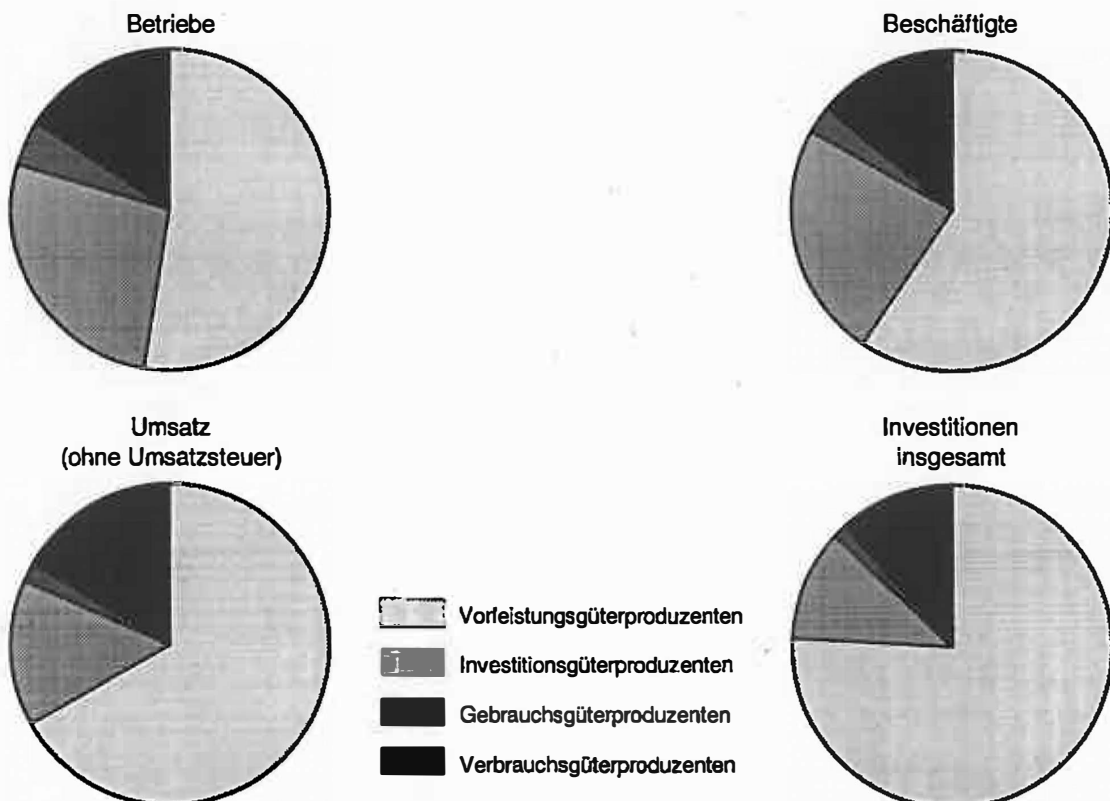 Betriebe
Beschäftigte
Umsatz
(ohne Umsatzsteuer)
Investitionen
insgesamt
Vorleistungsgüterproduzenten
Investitionsgüterproduzenten
Gebrauchsgüterproduzenten
Verbrauchsgüterproduzenten